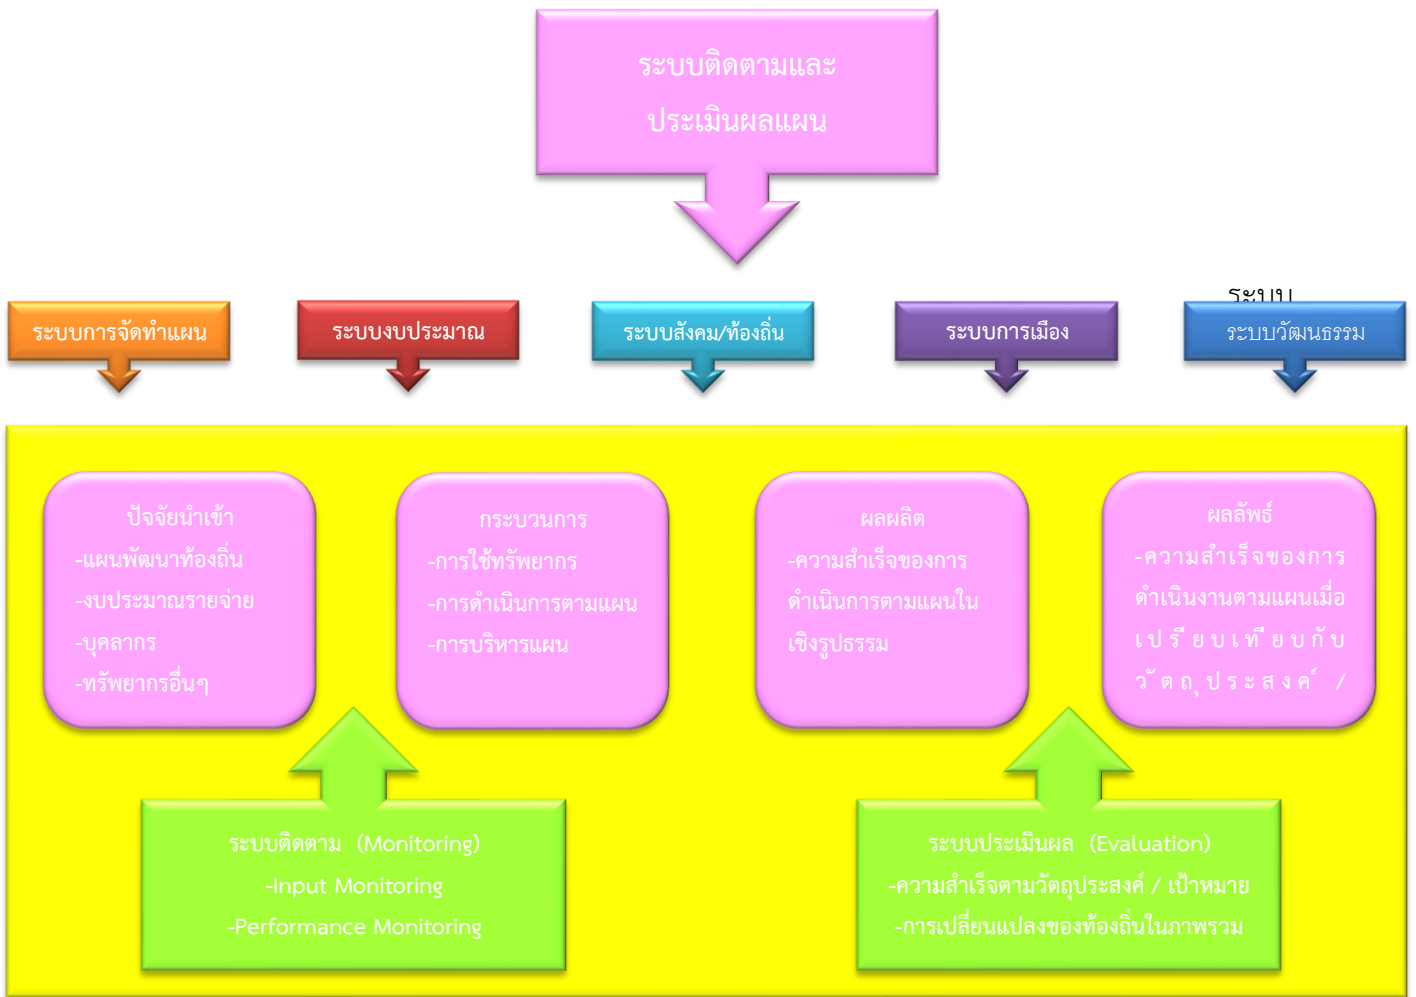 ระบบติดตามและ
ประเมินผลแผน
ระบบ
ระบบการจัดทำแผน
ระบบงบประมาณ
ระบบสังคม/ท้องถิ่น
ระบบการเมือง
ระบบวัฒนธรรม
ปัจจัยนำเข้า
-แผนพัฒนาท้องถิ่น
-งบประมาณรายจ่าย
-บุคลากร
-ทรัพยากรอื่นๆ
กระบวนการ
-การใช้ทรัพยากร
-การดำเนินการตามแผน
-การบริหารแผน
ผลผลิต
-ความสำเร็จของการ
ดำเนินการตามแผนใน
เชิงรูปธรรม
ผลลัพธ์
-ความสำเร็จของการ
ดำเนินงานตามแผนเมื่อ
เปรียบเทียบกับ
วัตถุประสงค์ /
ระบบติดตาม (Monitoring)
-Input Monitoring
-Performance Monitoring
ระบบประเมินผล (Evaluation)
-ความสำเร็จตามวัตถุประสงค์ / เป้าหมาย
-การเปลี่ยนแปลงของท้องถิ่นในภาพรวม